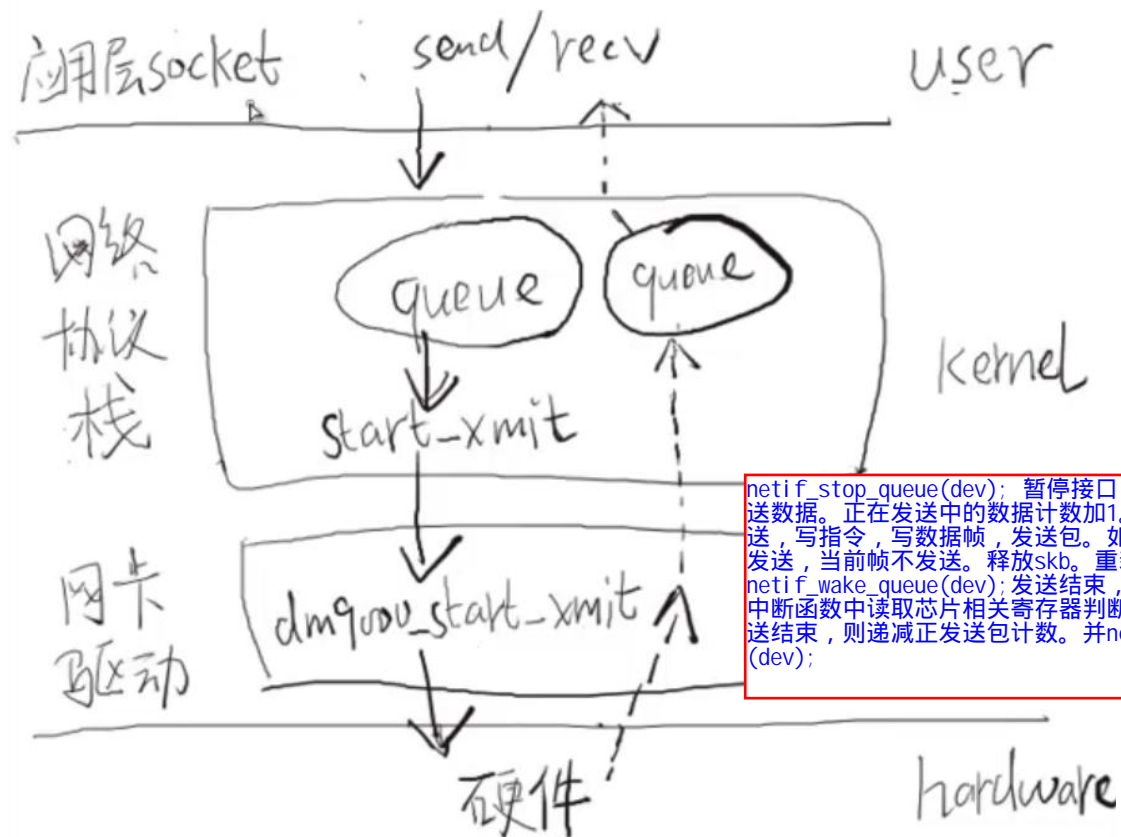 应用层socket : send/recv user
网络
协议
栈
queue queue
kernel
start_xmit
netif_stop_queue(dev); 暂停接口
送数据。正在发送中的数据计数加1.
送，写指令，写数据帧，发送包。如
发送，当前帧不发送。释放skb。重
netif_wake_queue(dev);发送结束，
中断函数中读取芯片相关寄存器判断
送结束，则递减正发送包计数。并ne
(dev);
网卡
驱动
dm9000_start_xmit
硬件
hardware